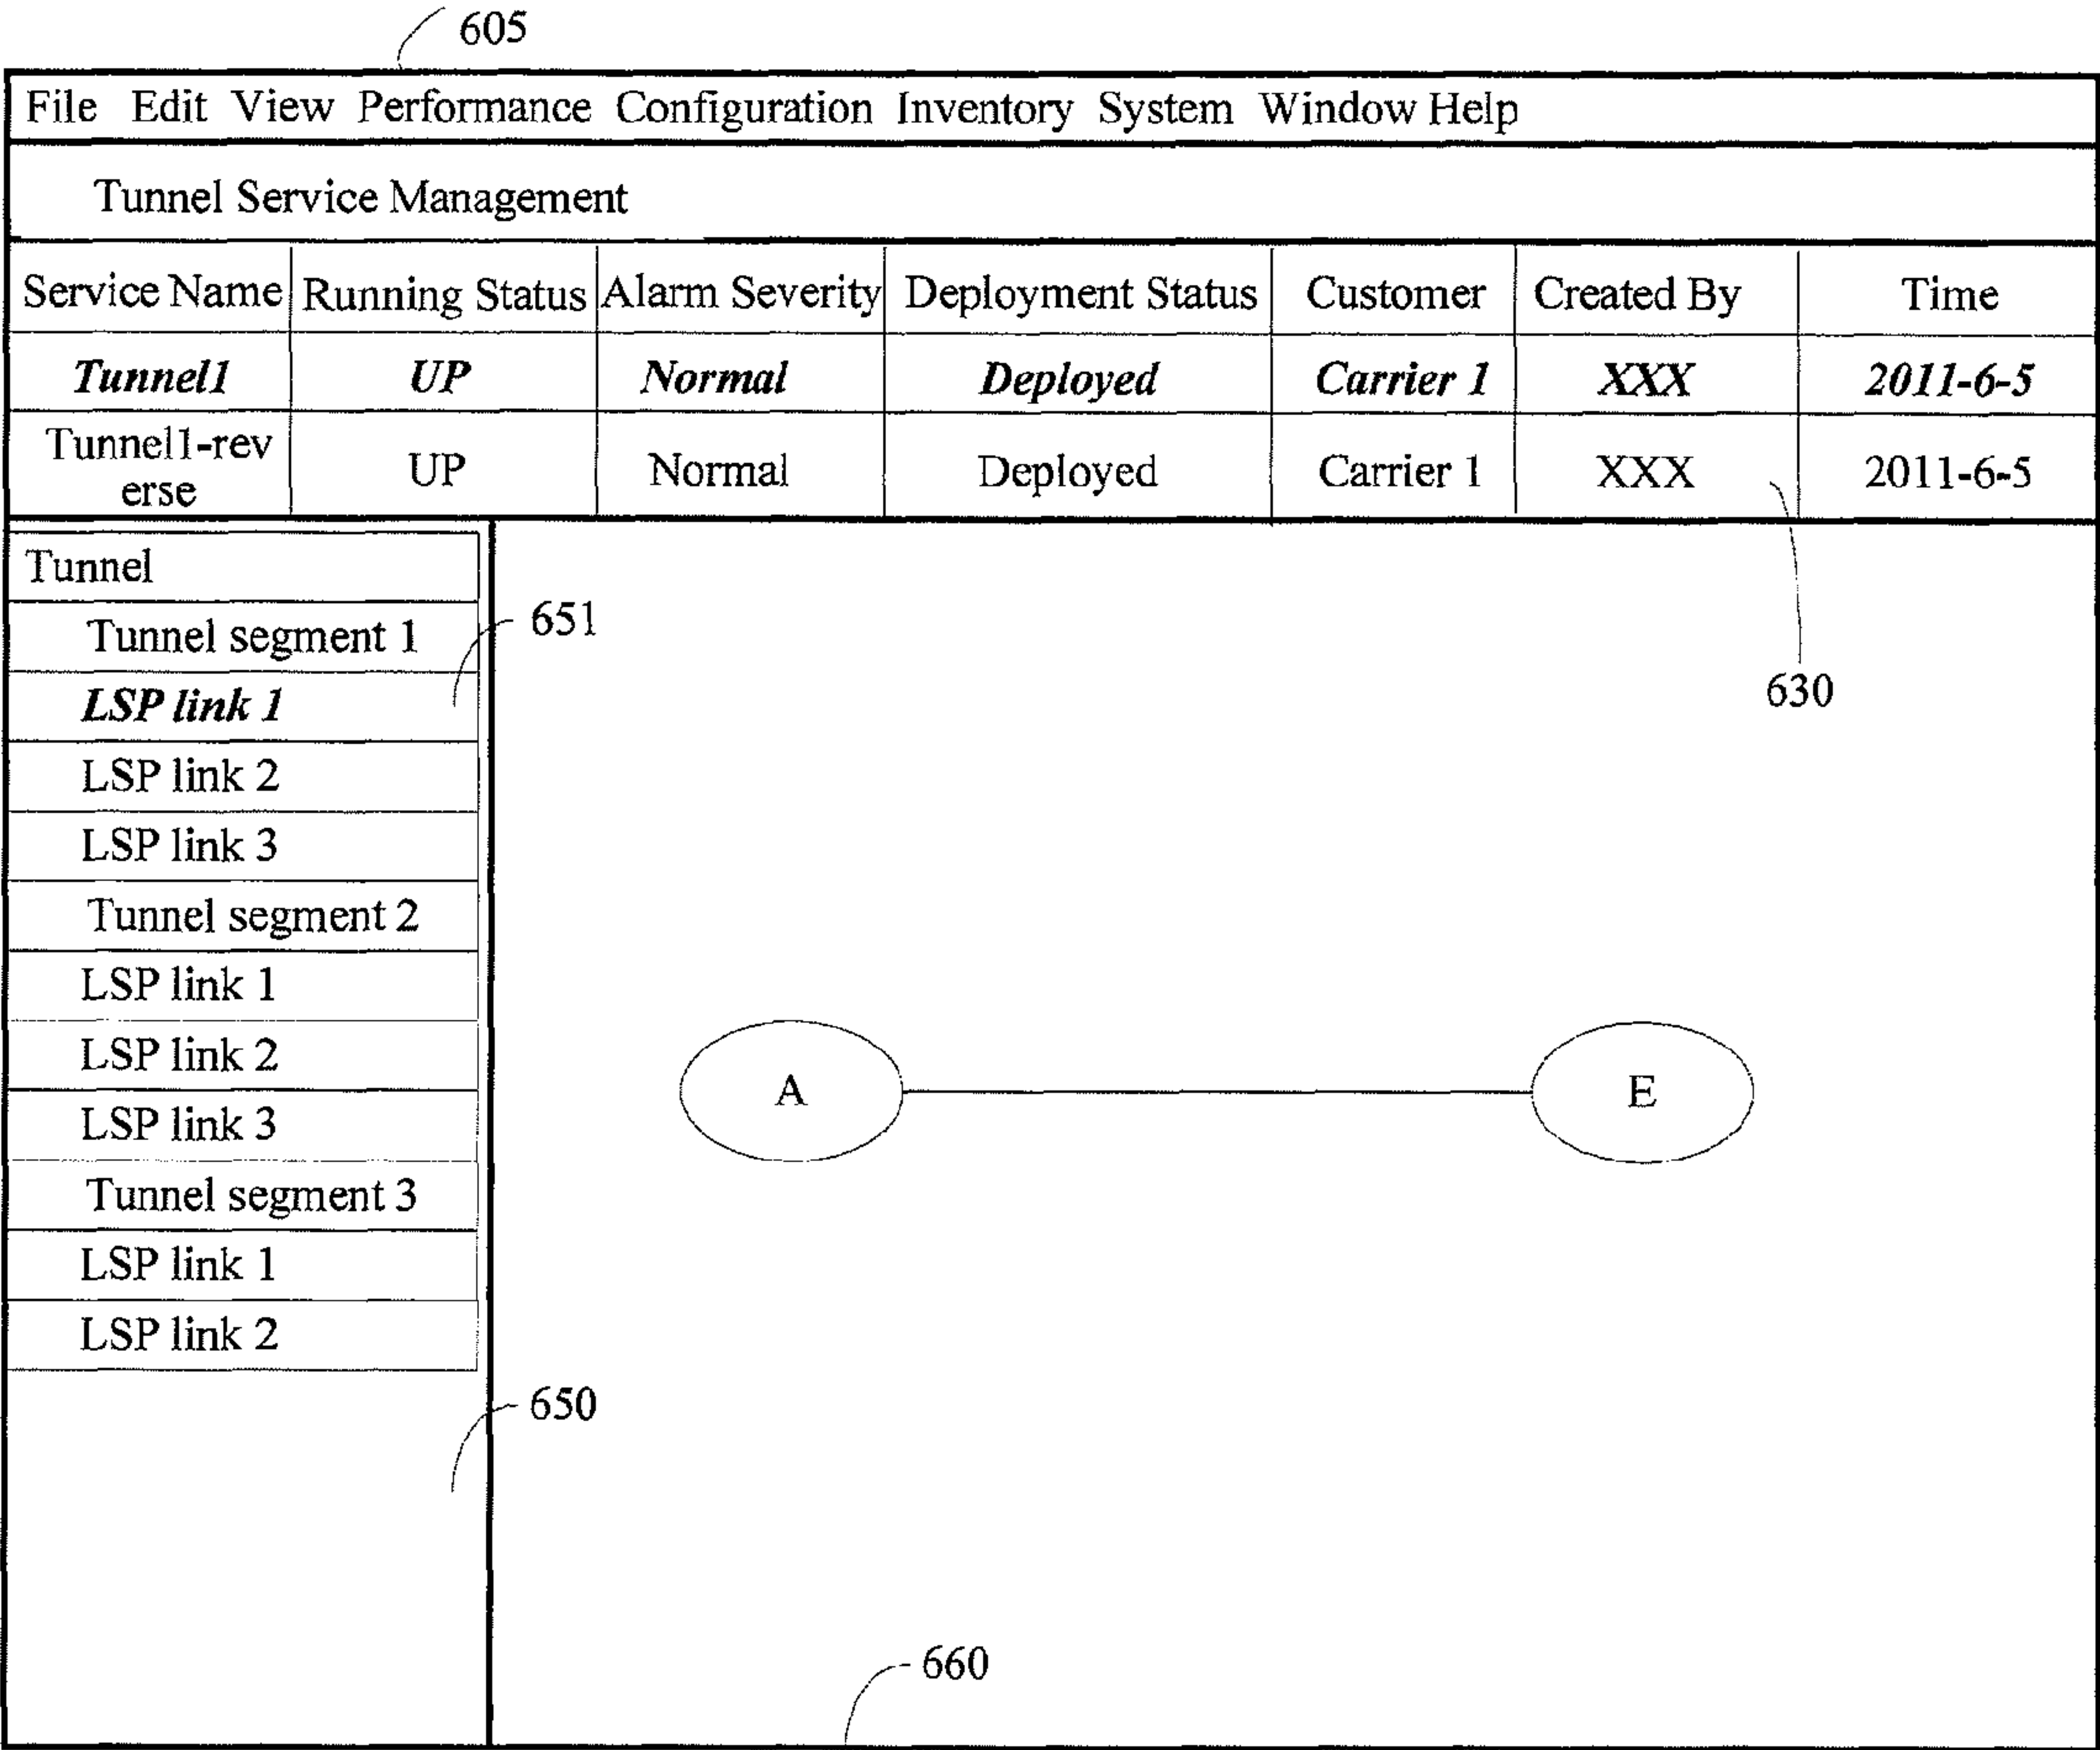 605
File Edit View Performance Configuration Inventory System Window Help
Tunnel Service Management
Service Name Running Status Alarm Severity Deployment Status Customer Created By Time
Tunnel1 UP Normal Deployed Carrier 1 XXX 2011-6-5
Tunnel1-rev
erse UP Normal Deployed Carrier 1 XXX 2011-6-5
Tunnel
Tunnel segment 1
651
LSP link 1
630
LSP link 2
LSP link 3
Tunnel segment 2
LSP link 1
LSP link 2
A E
LSP link 3
Tunnel segment 3
LSP link 1
LSP link 2
650
660